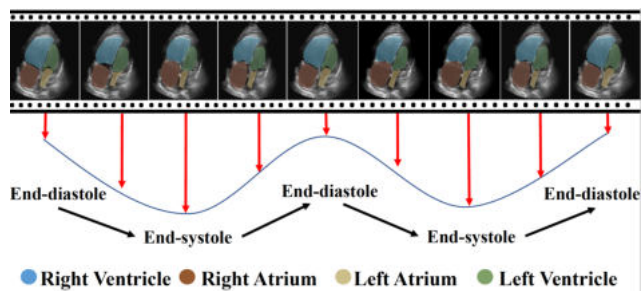 End-diastole
End-diastole
End-diastole
End-systole
End-systole
Right Ventricle
Right Atrium
Left Atrium
Left Ventricle